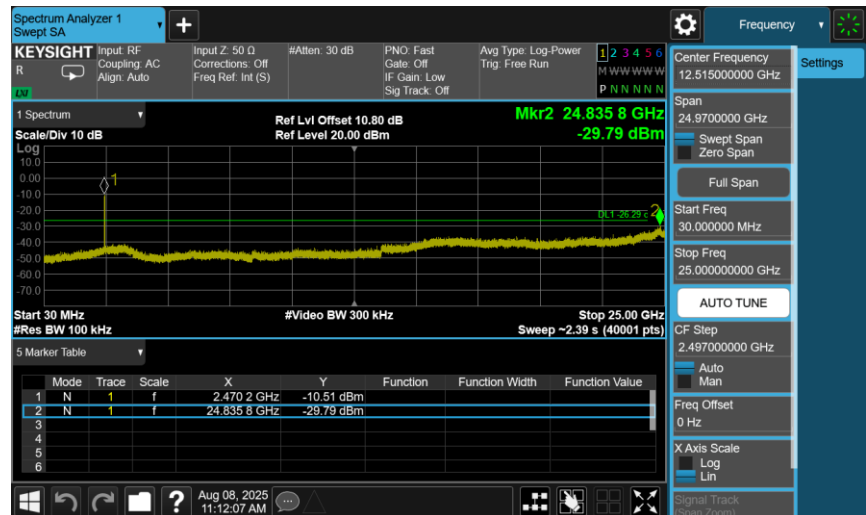 Spectrum Analyzer 1
Swept SA
+
Frequency
KEYSIGHT
R
LXI
Input: RF
Coupling: AC
Align: Auto
Input Z: 50 Ω
Corrections: Off
Freq Ref: Int (S)
#Atten: 30 dB
PNO: Fast
Gate: Off
IF Gain: Low
Sig Track: Off
Avg Type: Log-Power
Trig: Free Run
1 2 3 4 5 6
M W W W W W
P N N N N N
1 Spectrum
Scale/Div 10 dB
Log
Ref Lvl Offset 10.80 dB
Ref Level 20.00 dBm
Mkr2 24.835 8 GHz
-29.79 dBm
10.0
0.00
-10.0
-20.0
-30.0
-40.0
-50.0
-60.0
-70.0
1
2
DL1 -26.29
Start 30 MHz
#Res BW 100 kHz
#Video BW 300 kHz
Stop 25.00 GHz
Sweep ~2.39 s (40001 pts)
5 Marker Table
Mode Trace Scale X Y Function Function Width Function Value
1 N 1 f 2.470 2 GHz -10.51 dBm
2 N 1 f 24.835 8 GHz -29.79 dBm
3
4
5
6
?
Aug 08, 2025
11:12:07 AM
Center Frequency
12.515000000 GHz
Span
24.9700000 GHz
Swept Span
Zero Span
Full Span
Start Freq
30.000000 MHz
Stop Freq
25.000000000 GHz
AUTO TUNE
CF Step
2.497000000 GHz
Auto
Man
Freq Offset
0 Hz
X Axis Scale
Log
Lin
Signal Track
(Span Zoom)
Settings